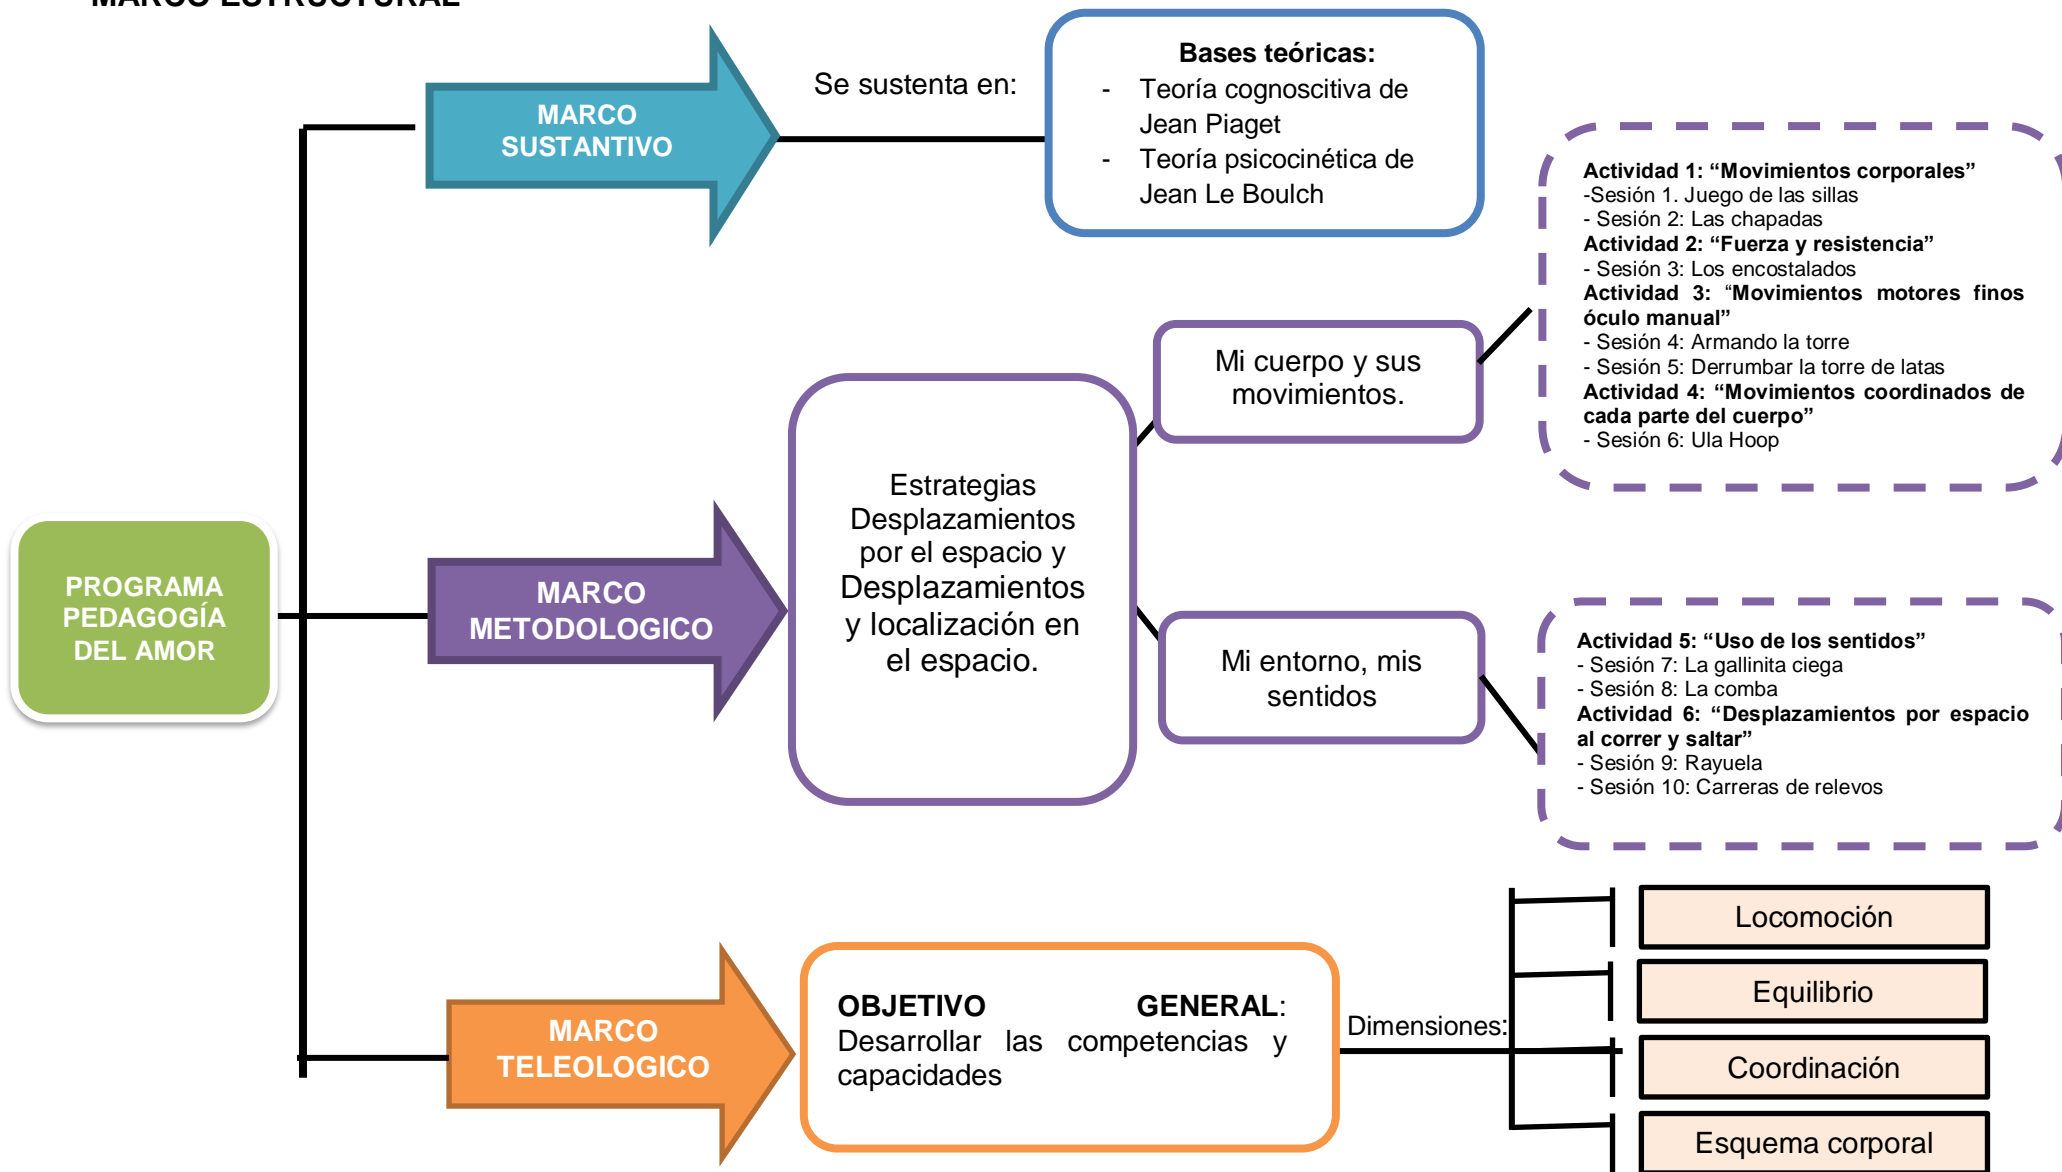 MARCO ESTRUCTURAL
MARCO
SUSTANTIVO
Se sustenta en:
Bases teóricas:
- Teoría cognoscitiva de
Jean Piaget
- Teoría psicocinética de
Jean Le Boulch
PROGRAMA
PEDAGOGÍA
DEL AMOR
MARCO
METODOLOGICO
Estrategias
Desplazamientos
por el espacio y
Desplazamientos
y localización en
el espacio.
Mi cuerpo y sus
movimientos.
Actividad 1: “Movimientos corporales”
-Sesión 1. Juego de las sillas
- Sesión 2: Las chapadas
Actividad 2: “Fuerza y resistencia”
- Sesión 3: Los encostalados
Actividad 3: “Movimientos motores finos
óculo manual”
- Sesión 4: Armando la torre
- Sesión 5: Derrumbar la torre de latas
Actividad 4: “Movimientos coordinados de
cada parte del cuerpo”
- Sesión 6: Ula Hoop
Mi entorno, mis
sentidos
Actividad 5: “Uso de los sentidos”
- Sesión 7: La gallinita ciega
- Sesión 8: La comba
Actividad 6: “Desplazamientos por espacio
al correr y saltar”
- Sesión 9: Rayuela
- Sesión 10: Carreras de relevos
MARCO
TELEOLOGICO
OBJETIVO GENERAL:
Desarrollar las competencias y
capacidades
Dimensiones:
Locomoción
Equilibrio
Coordinación
Esquema corporal